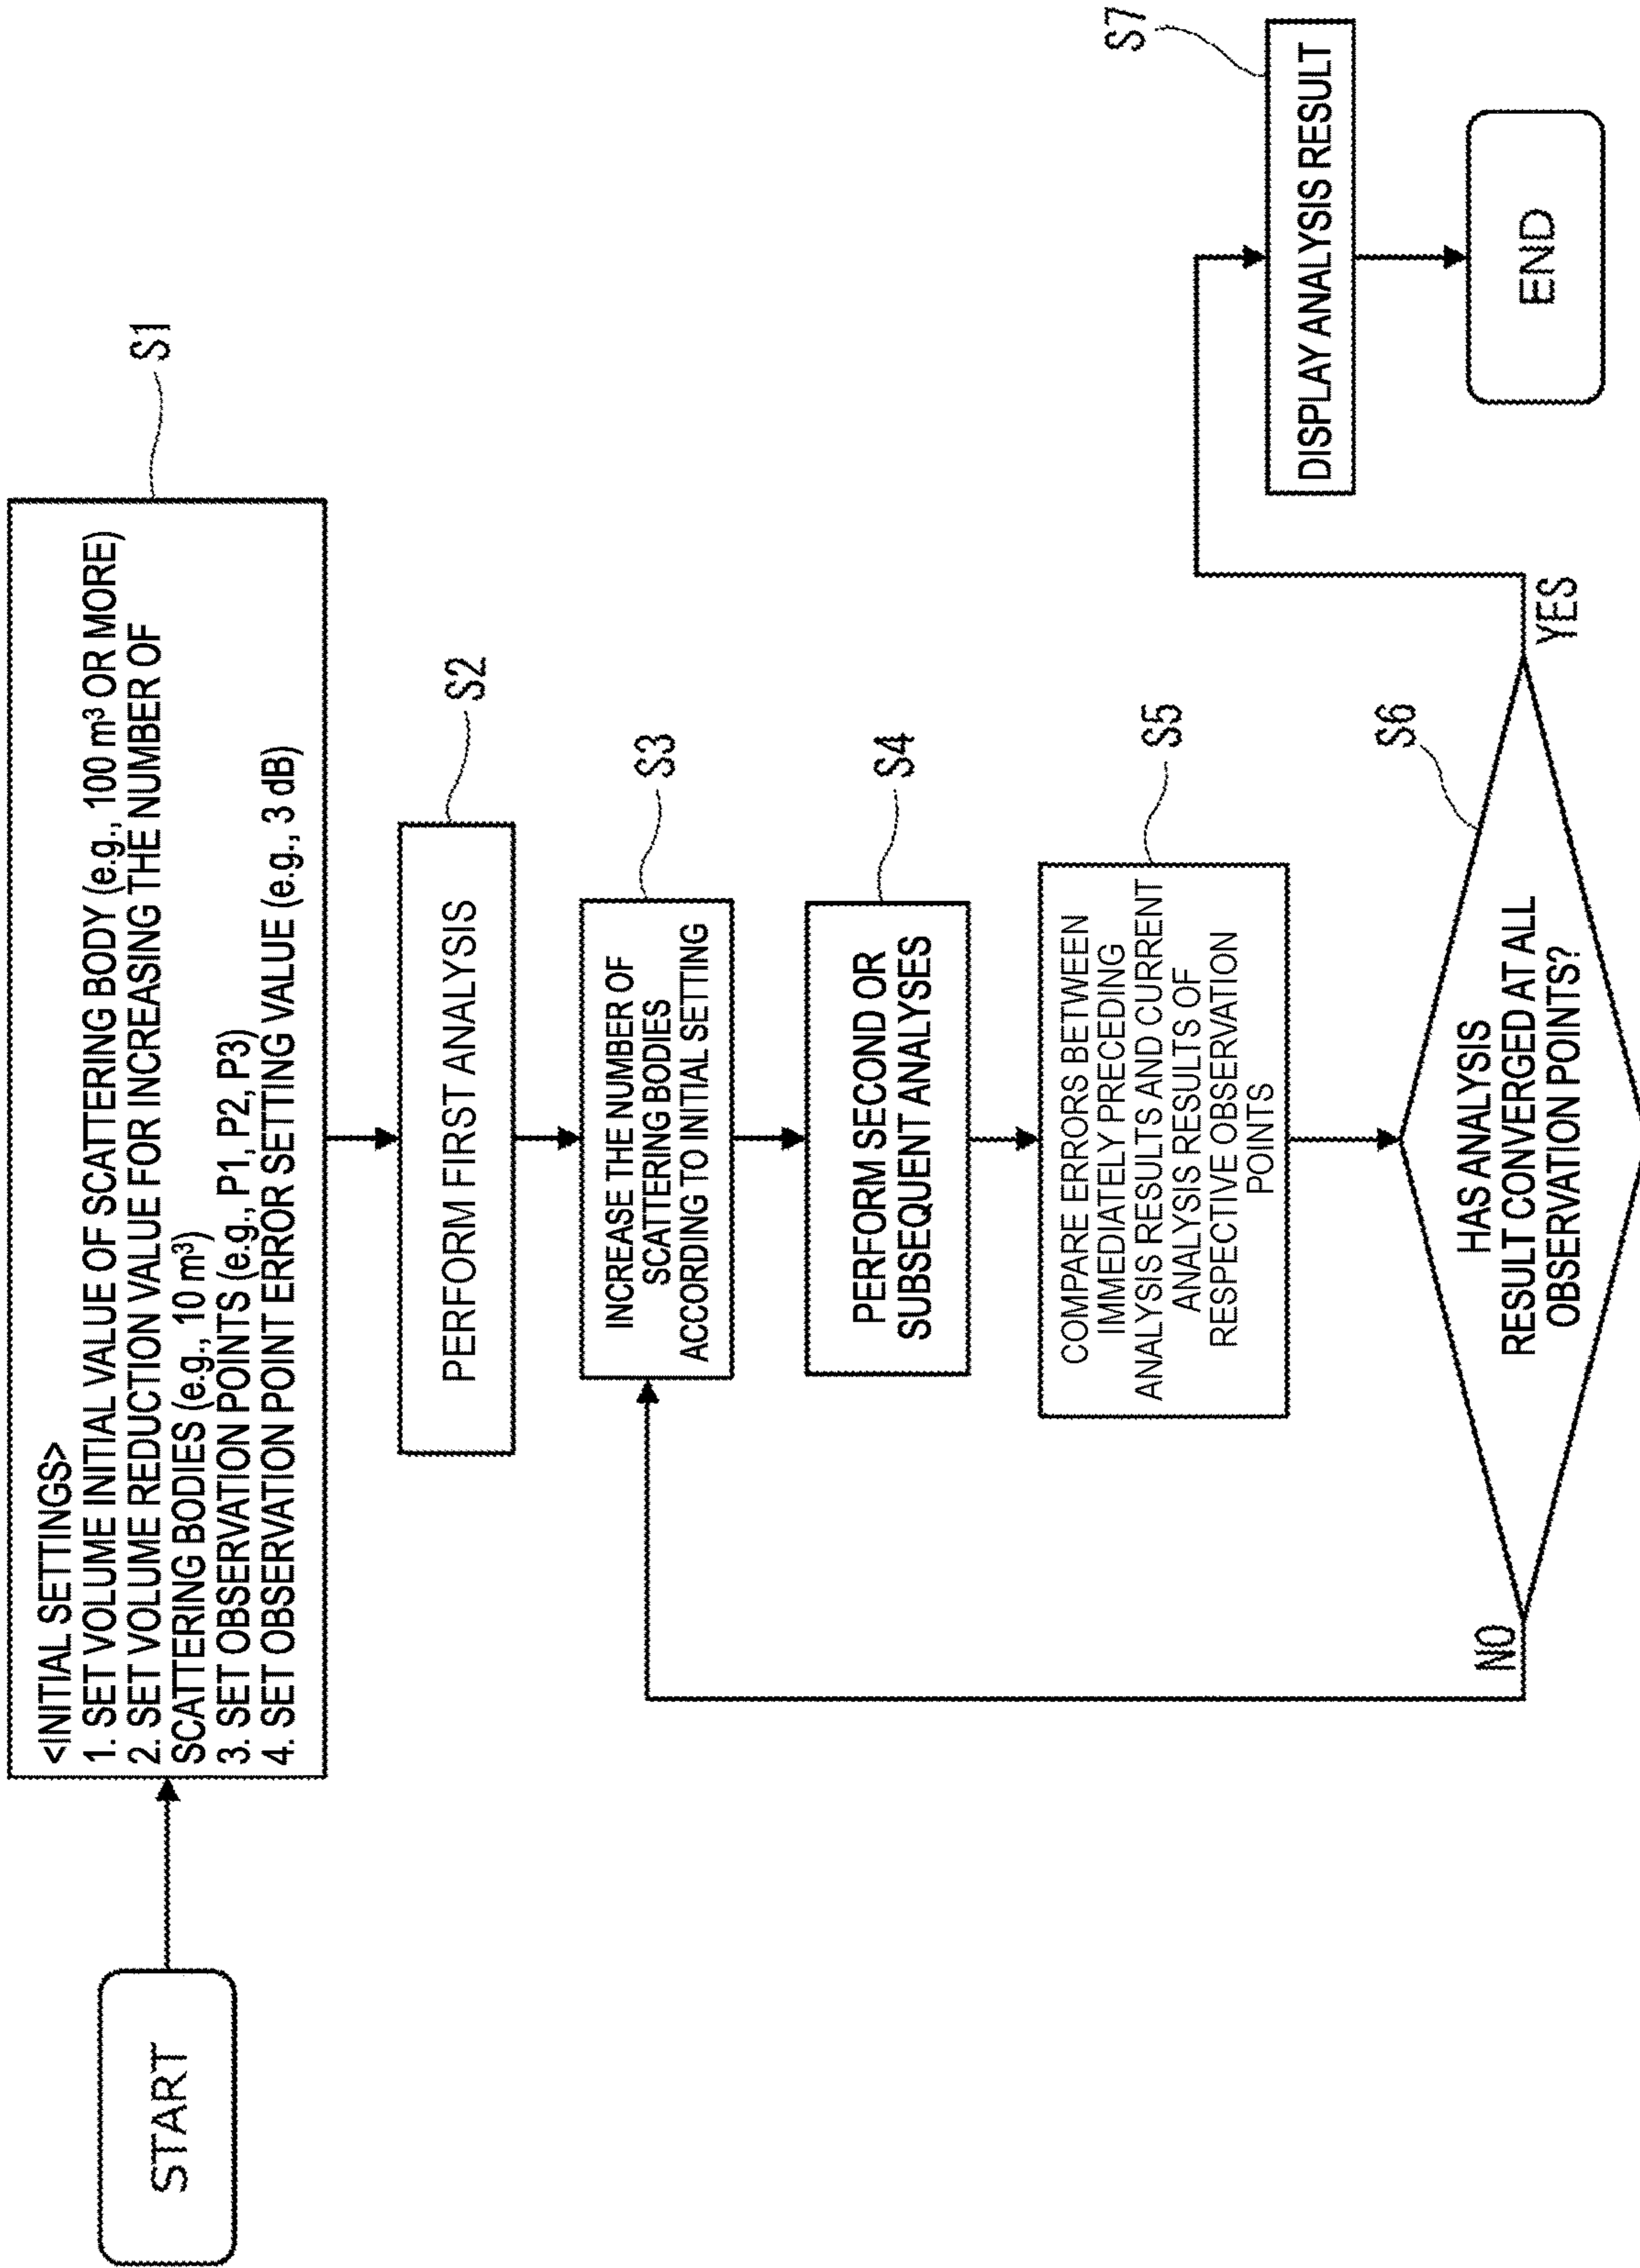 START
<INITIAL SETTINGS>
1. SET VOLUME INITIAL VALUE OF SCATTERING BODY (e.g., 100 m³ OR MORE)
2. SET VOLUME REDUCTION VALUE FOR INCREASING THE NUMBER OF
SCATTERING BODIES (e.g., 10 m³)
3. SET OBSERVATION POINTS (e.g., P1, P2, P3)
4. SET OBSERVATION POINT ERROR SETTING VALUE (e.g., 3 dB)
S1
PERFORM FIRST ANALYSIS
S2
INCREASE THE NUMBER OF
SCATTERING BODIES
ACCORDING TO INITIAL SETTING
S3
PERFORM SECOND OR
SUBSEQUENT ANALYSES
S4
COMPARE ERRORS BETWEEN
IMMEDIATELY PRECEDING
ANALYSIS RESULTS AND CURRENT
ANALYSIS RESULTS OF
RESPECTIVE OBSERVATION
POINTS
S5
HAS ANALYSIS
RESULT CONVERGED AT ALL
OBSERVATION POINTS?
S6
NO
YES
DISPLAY ANALYSIS RESULT
S7
END